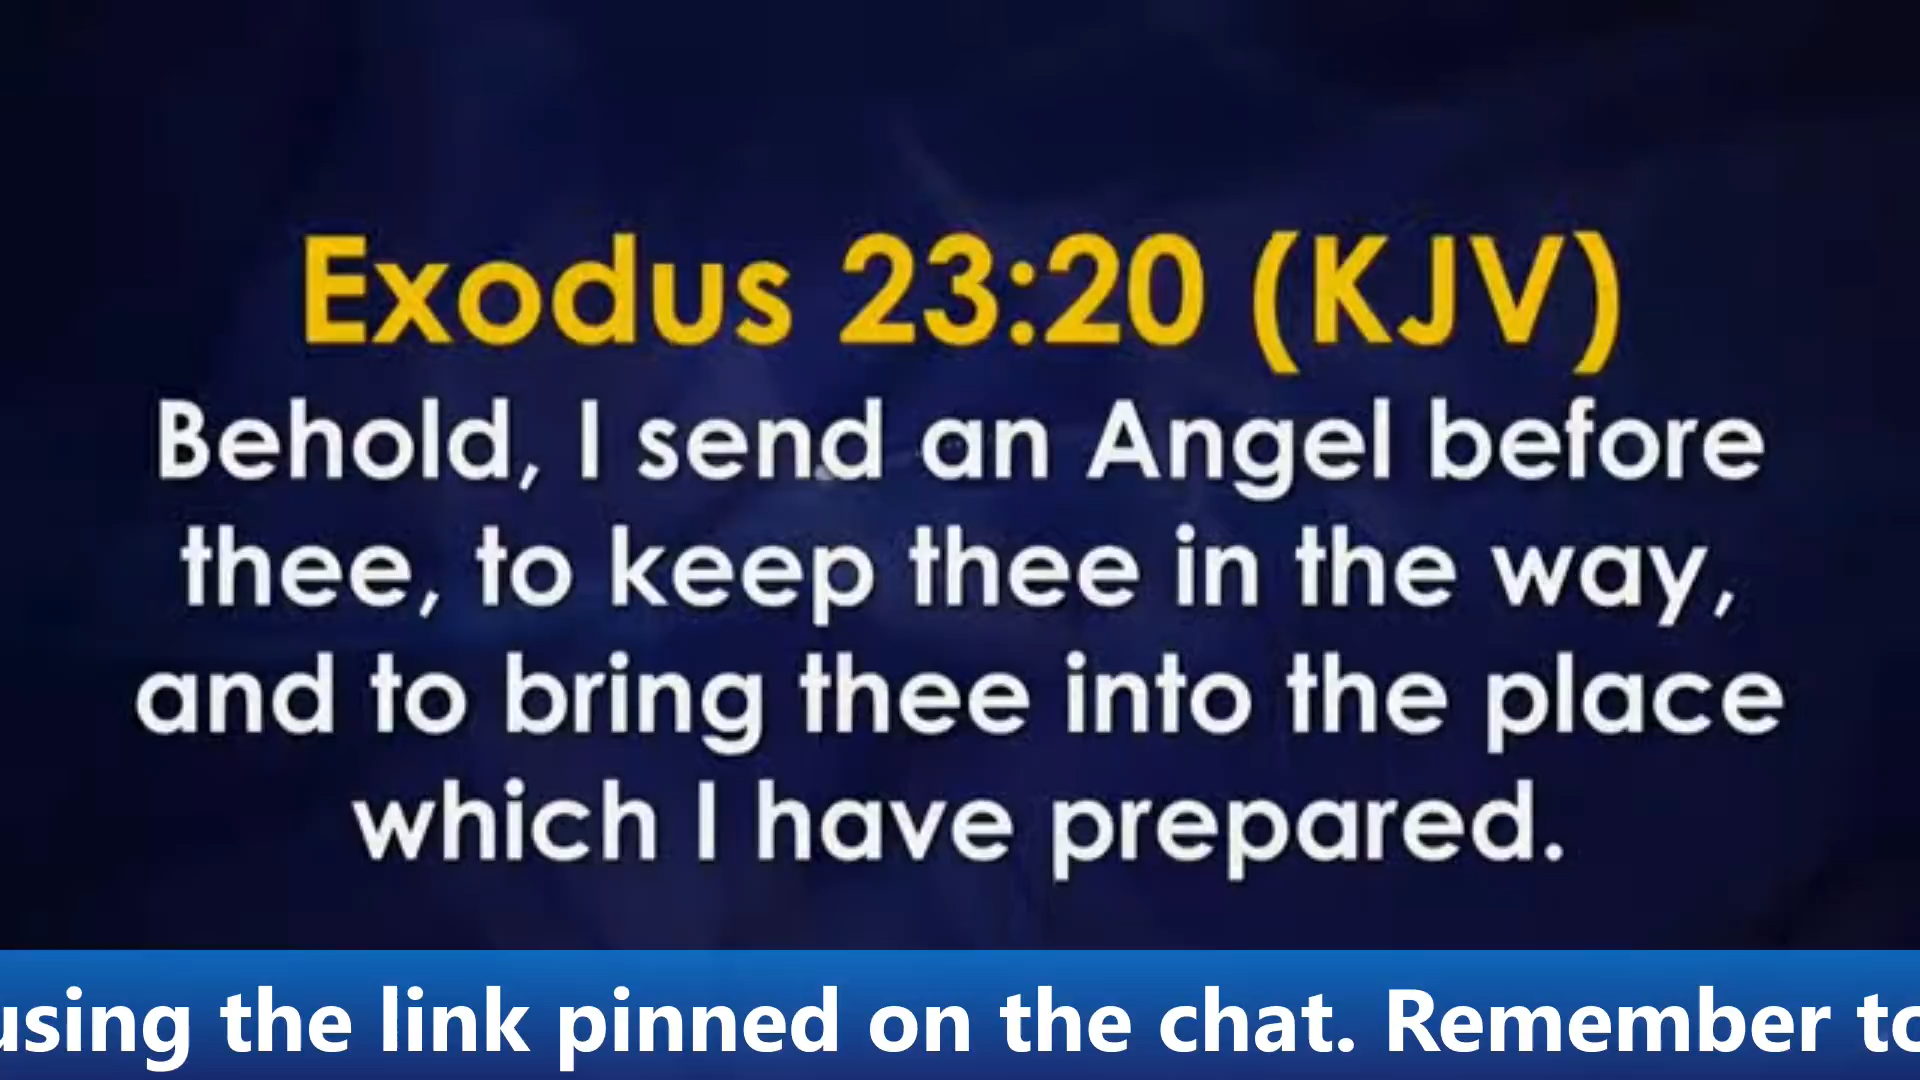 Exodus 23:20 (KJV)
Behold, I send an Angel before
thee, to keep thee in the way,
and to bring thee into the place
which I have prepared.
using the link pinned on the chat. Remember to